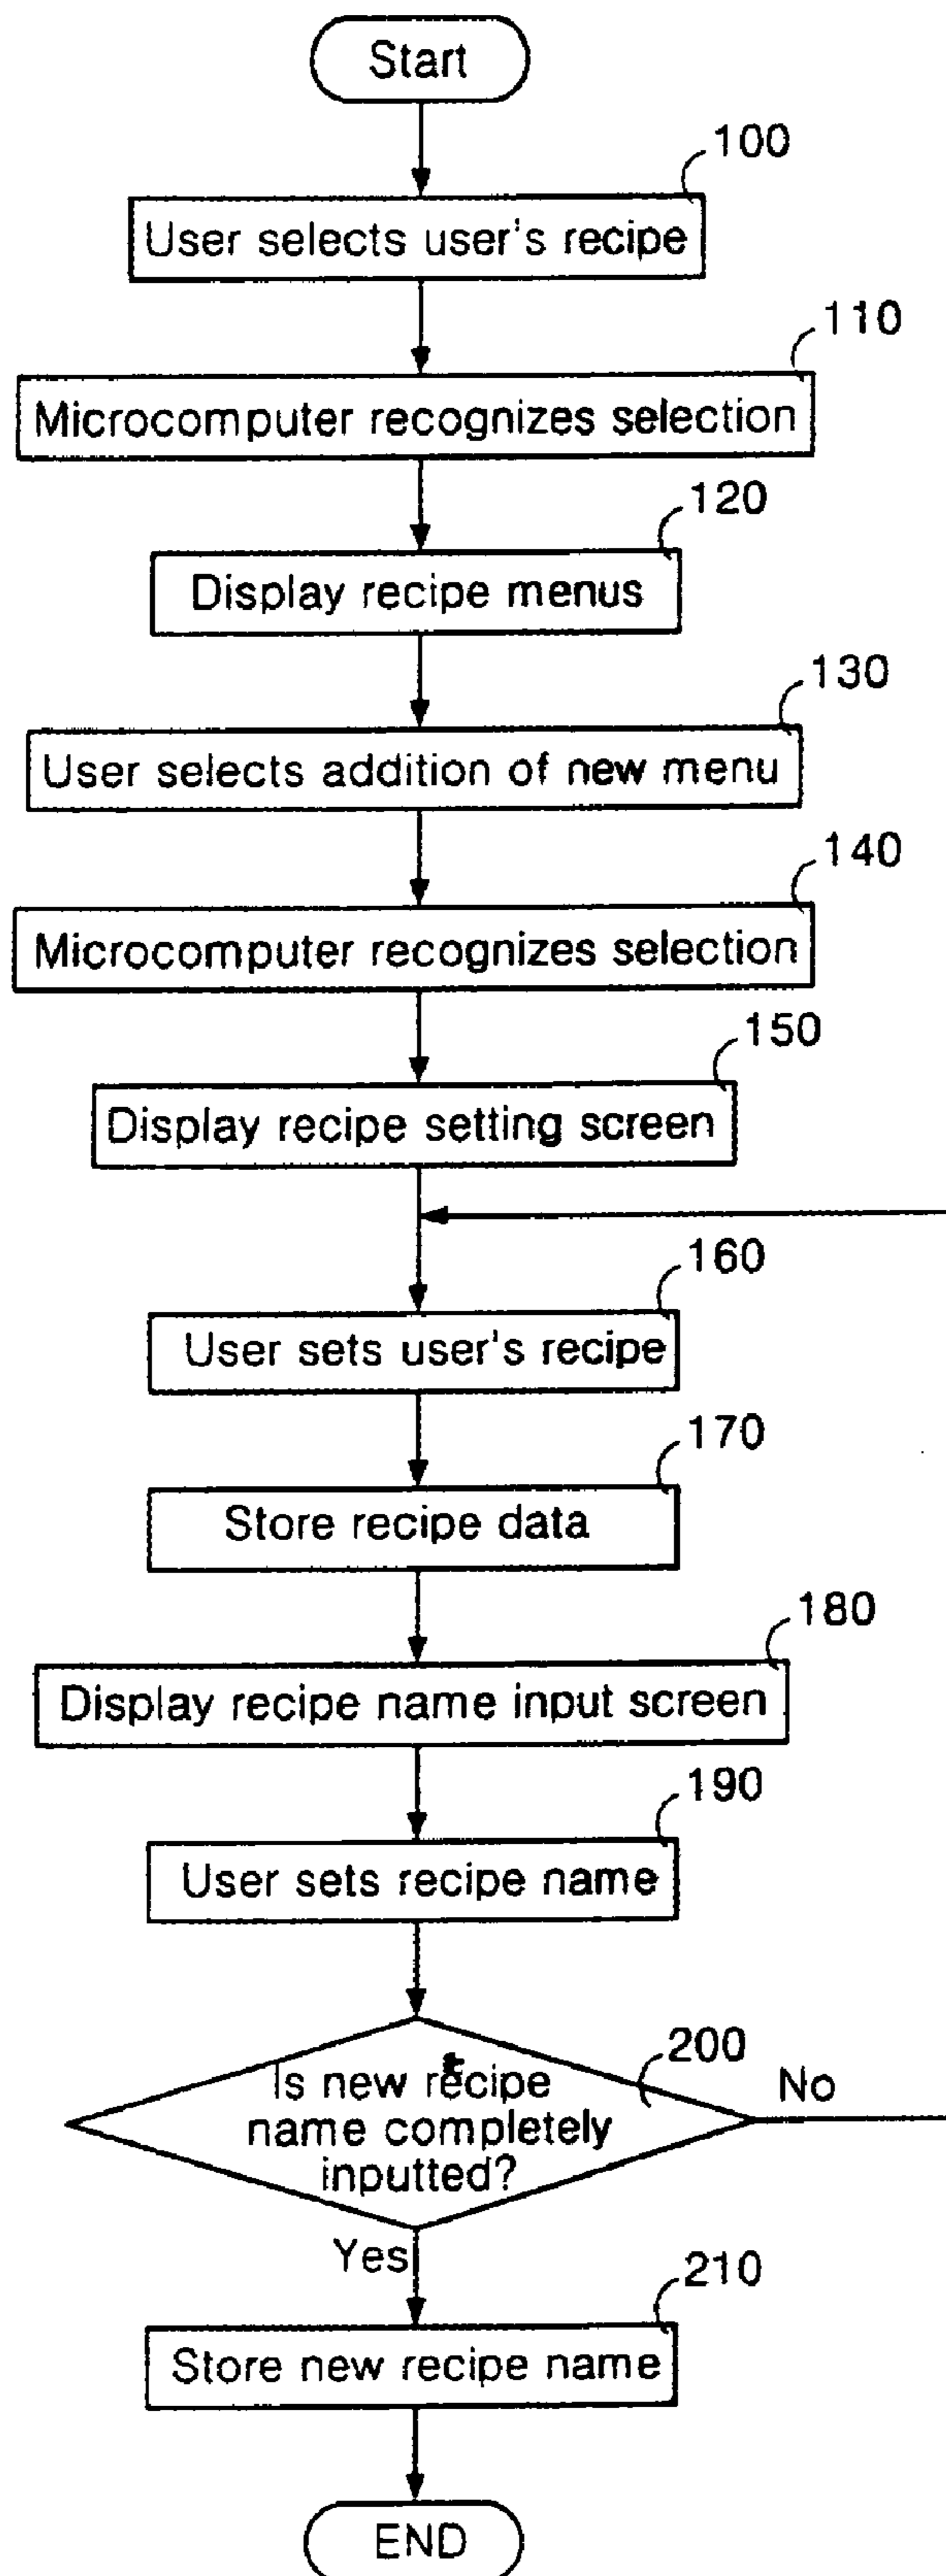 Start
100
User selects user's recipe
110
Microcomputer recognizes selection
120
Display recipe menus
130
User selects addition of new menu
140
Microcomputer recognizes selection
150
Display recipe setting screen
160
User sets user's recipe
170
Store recipe data
180
Display recipe name input screen
190
User sets recipe name
200
Is new recipe
name completely
inputted?
No
Yes
210
Store new recipe name
END